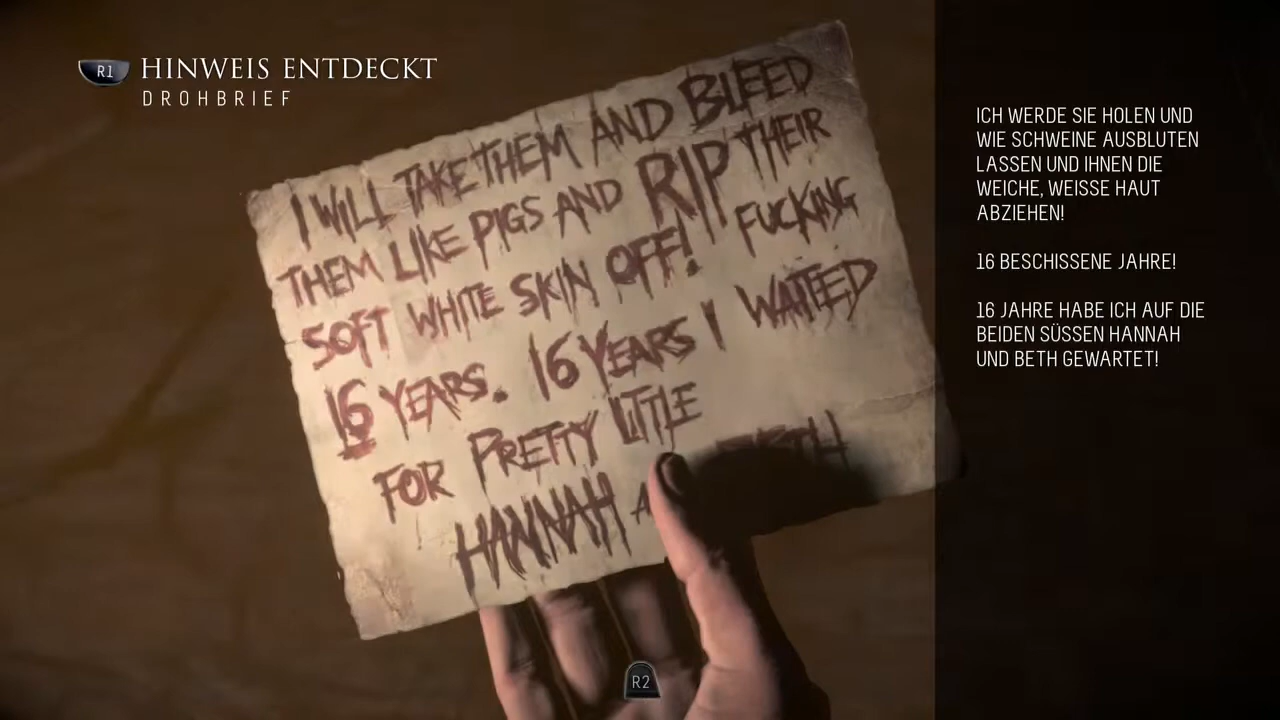 R1 HINWEIS ENTDECKT
DROHBRIEF
I WILL TAKE THEM AND BLEED
THEM LIKE PIGS AND RIP THEIR
SOFT WHITE SKIN OFF! FUCKING
16 YEARS. 16 YEARS I WAITED
FOR PRETTY LITTLE
HANNAH
ICH WERDE SIE HOLEN UND
WIE SCHWEINE AUSBLUTEN
LASSEN UND IHNEN DIE
WEICHE, WEISSE HAUT
ABZIEHEN!
16 BESCHISSENE JAHRE!
16 JAHRE HABE ICH AUF DIE
BEIDEN SÜSSEN HANNAH
UND BETH GEWARTET!
R2